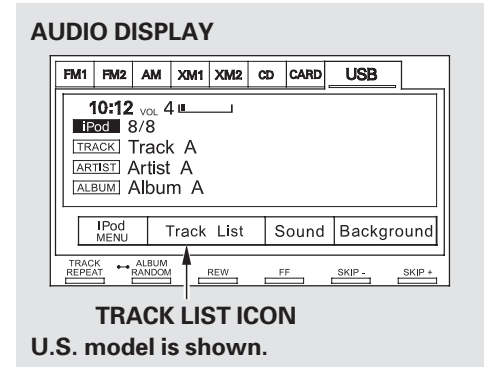 AUDIO DISPLAY
FM1 FM2 AM XM1 XM2 CD CARD USB
10:12 VOL 4
iPod 8/8
TRACK Track A
ARTIST Artist A
ALBUM Album A
IPod MENU Track List Sound Background
TRACK REPEAT ALBUM RANDOM REW FF SKIP - SKIP +
TRACK LIST ICON
U.S. model is shown.